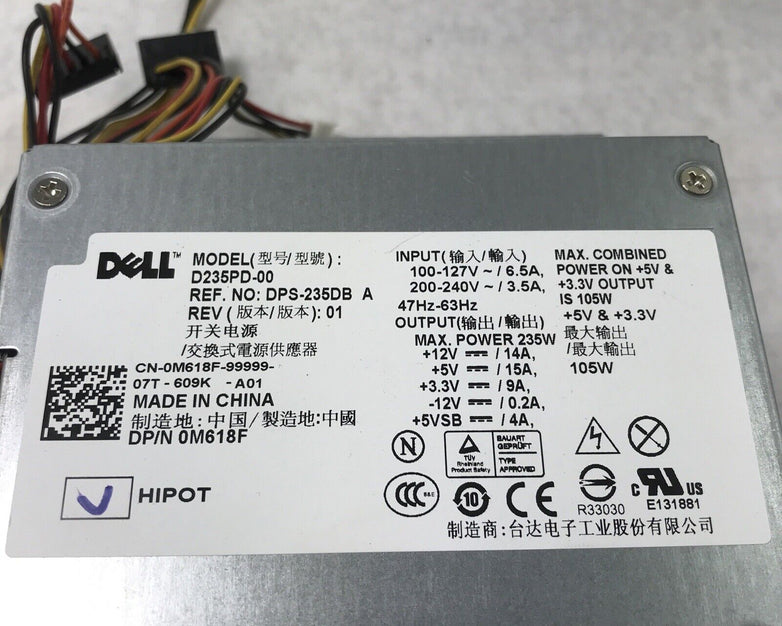 DELL™
MODEL(型号/型號) :
D235PD-00
REF. NO: DPS-235DB A
REV (版本/版本): 01
开关电源
/交換式電源供應器
CN-0M618F-99999-
07T - 609K - A01
MADE IN CHINA
制造地: 中国/製造地:中國
DP/N 0M618F
HIPOT
INPUT(输入/輸入)
100-127V ~ / 6.5A,
200-240V ~ / 3.5A,
47Hz-63Hz
OUTPUT(输出/輸出)
MAX. POWER 235W
+12V ⎓ / 14A,
+5V ⎓ / 15A,
+3.3V ⎓ / 9A,
-12V ⎓ / 0.2A,
+5VSB ⎓ / 4A,
MAX. COMBINED
POWER ON +5V &
+3.3V OUTPUT
IS 105W
+5V & +3.3V
最大输出
/最大輸出
105W
N
TÜV
Rheinland
Product Safety
BAUART
GEPRÜFT
TYPE
APPROVED
CCC S&E
10
CE
R33030
c RU US
E131881
制造商: 台达电子工业股份有限公司